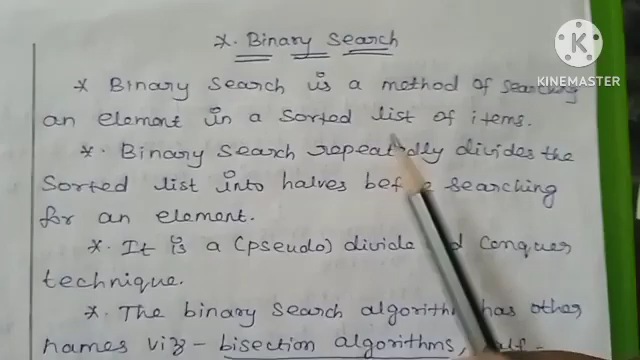 *. Binary Search
KINEMASTER
* Binary Search is a method of searching
an element in a sorted list of items.
*. Binary Search repeatedly divides the
sorted list into halves before searching
for an element.
*. It is a (pseudo) divide and conquer
technique.
*. The binary search algorithm has other
names viz - bisection algorithms, half-